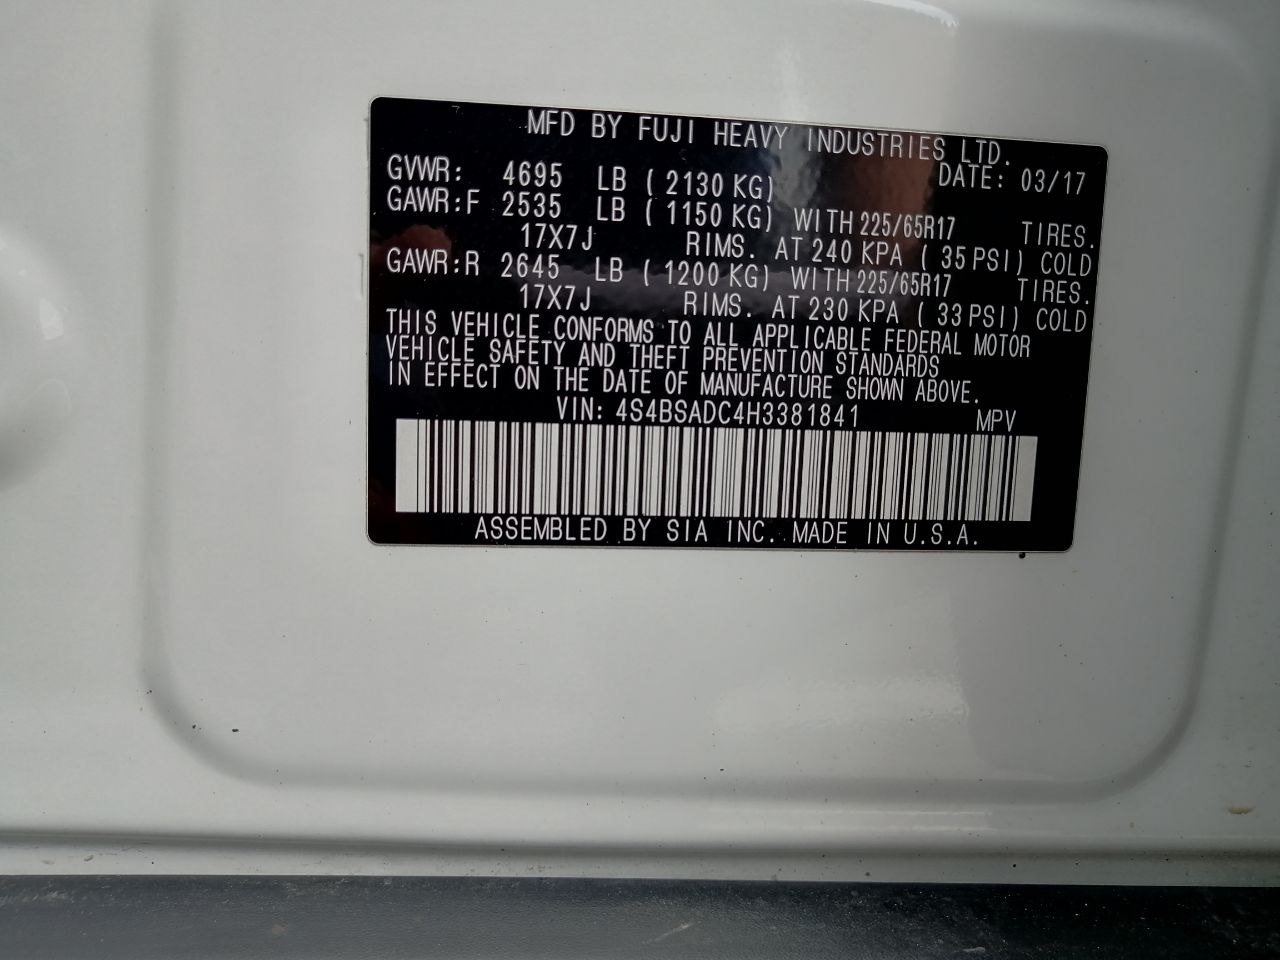 MFD BY FUJI HEAVY INDUSTRIES LTD.
GVWR: 4695 LB ( 2130 KG) DATE: 03/17
GAWR:F 2535 LB ( 1150 KG) WITH 225/65R17 TIRES.
17X7J RIMS. AT 240 KPA ( 35 PSI) COLD
GAWR:R 2645 LB ( 1200 KG) WITH 225/65R17 TIRES.
17X7J RIMS. AT 230 KPA ( 33 PSI) COLD
THIS VEHICLE CONFORMS TO ALL APPLICABLE FEDERAL MOTOR
VEHICLE SAFETY AND THEFT PREVENTION STANDARDS
IN EFFECT ON THE DATE OF MANUFACTURE SHOWN ABOVE.
VIN: 4S4BSADC4H3381841 MPV
ASSEMBLED BY SIA INC. MADE IN U.S.A.